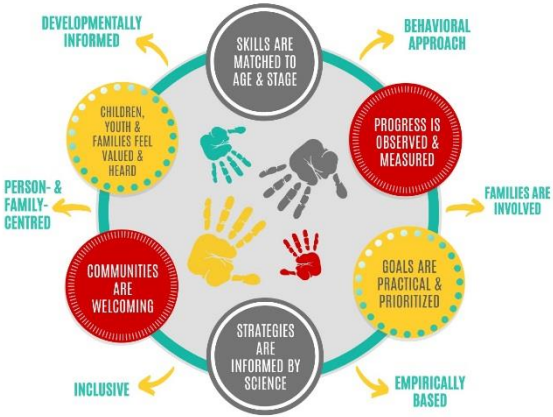 DEVELOPMENTALLY
INFORMED
SKILLS ARE
MATCHED TO
AGE & STAGE
BEHAVIORAL
APPROACH
CHILDREN,
YOUTH &
FAMILIES FEEL
VALUED &
HEARD
PROGRESS IS
OBSERVED &
MEASURED
PERSON- &
FAMILY-
CENTRED
FAMILIES ARE
INVOLVED
COMMUNITIES
ARE
WELCOMING
GOALS ARE
PRACTICAL &
PRIORITIZED
STRATEGIES
ARE
INFORMED BY
SCIENCE
INCLUSIVE
EMPIRICALLY
BASED